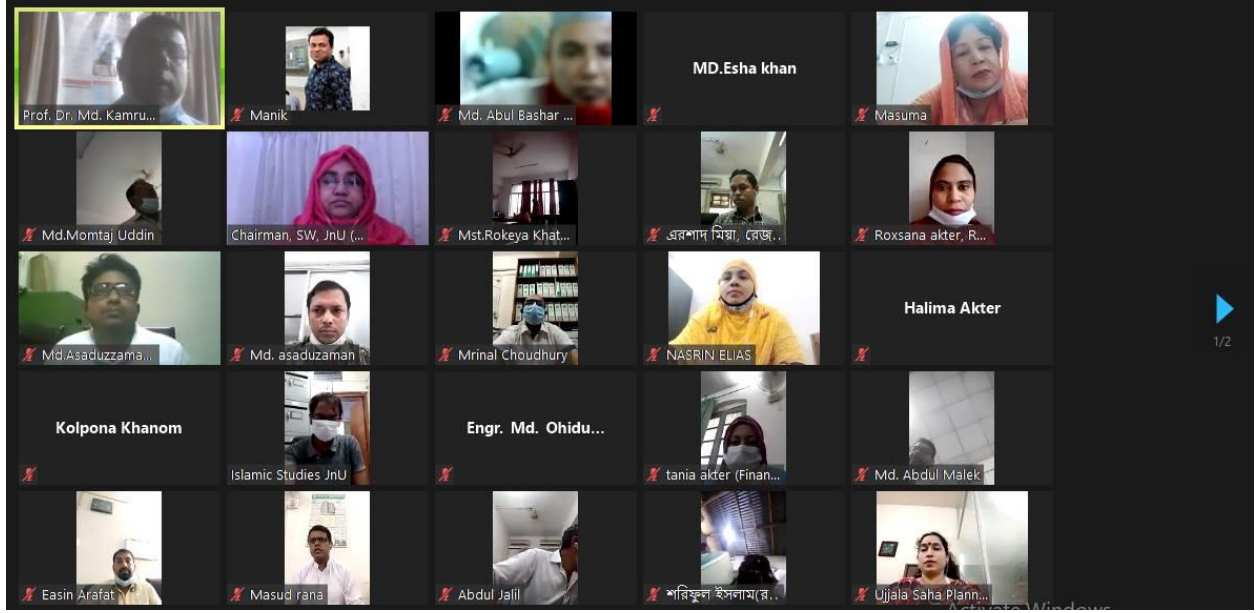 Prof. Dr. Md. Kamru...
Manik
Md. Abul Bashar ...
MD.Esha khan
Masuma
Md.Momtaj Uddin
Chairman, SW, JnU (...
Mst.Rokeya Khat...
এরশাদ মিয়া, রেজ..
Roxsana akter, R...
Md.Asaduzzama...
Md. asaduzaman
Mrinal Choudhury
NASRIN ELIAS
Halima Akter
1/2
Kolpona Khanom
Islamic Studies JnU
Engr. Md. Ohidu...
tania akter (Finan...
Md. Abdul Malek
Easin Arafat
Masud rana
Abdul Jalil
শরিফুল ইসলাম(র..
Ujjala Saha Plann...
Activate Windows